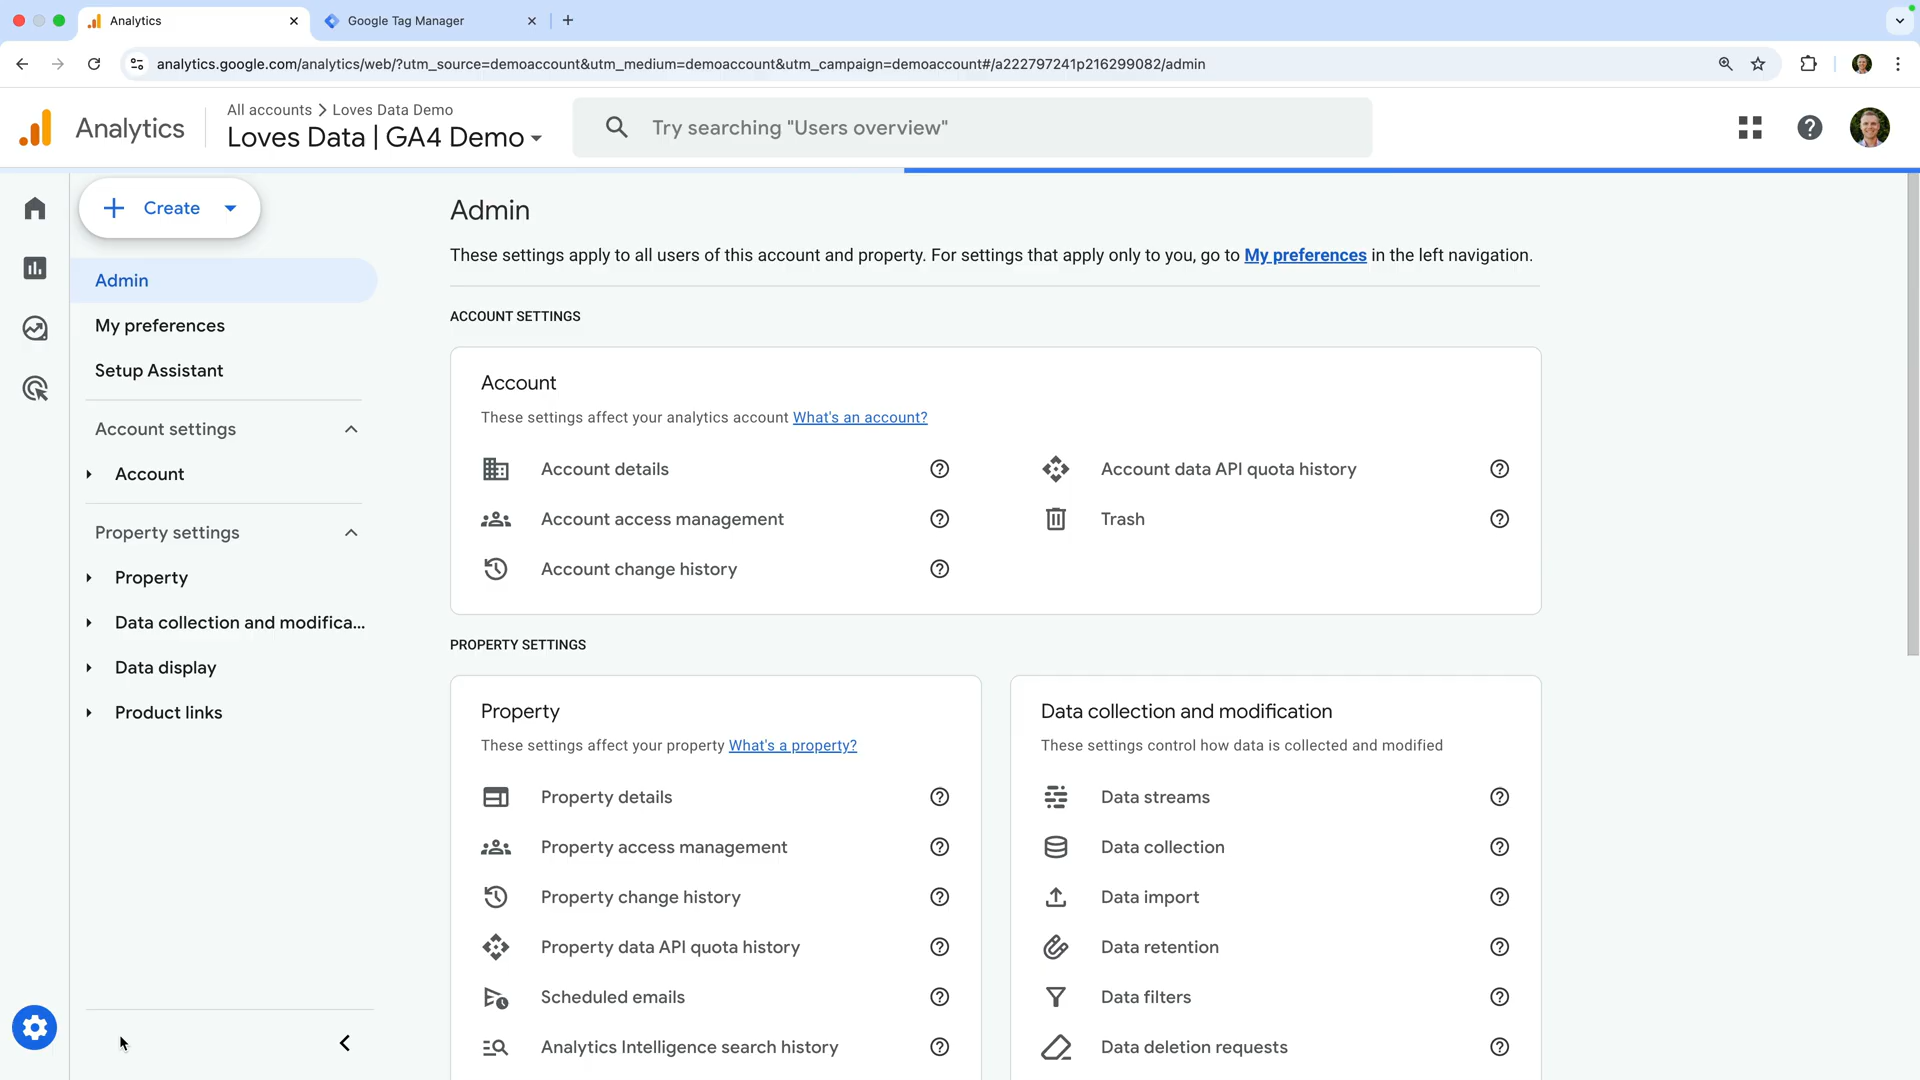 Analytics
Google Tag Manager
analytics.google.com/analytics/web/?utm_source=demoaccount&utm_medium=demoaccount&utm_campaign=demoaccount#/a222797241p216299082/admin
Analytics
All accounts > Loves Data Demo
Loves Data | GA4 Demo
Try searching "Users overview"
Create
Admin
My preferences
Setup Assistant
Account settings
Account
Property settings
Property
Data collection and modifica...
Data display
Product links
Admin
These settings apply to all users of this account and property. For settings that apply only to you, go to My preferences in the left navigation.
ACCOUNT SETTINGS
Account
These settings affect your analytics account What's an account?
Account details
Account access management
Account change history
Account data API quota history
Trash
PROPERTY SETTINGS
Property
These settings affect your property What's a property?
Property details
Property access management
Property change history
Property data API quota history
Scheduled emails
Analytics Intelligence search history
Data collection and modification
These settings control how data is collected and modified
Data streams
Data collection
Data import
Data retention
Data filters
Data deletion requests